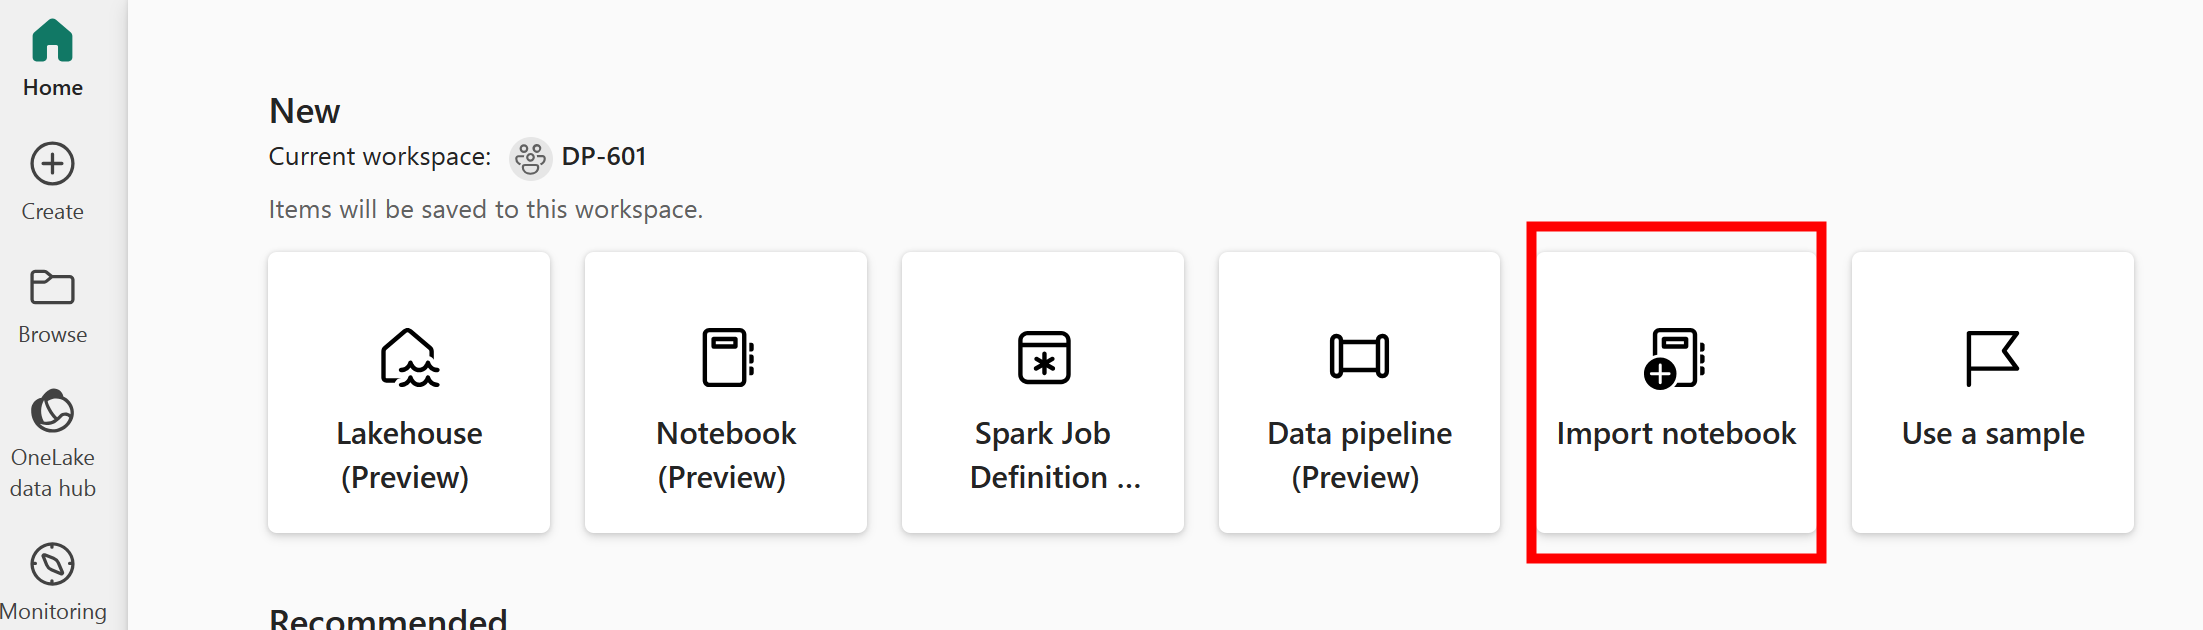 Home
Create
Browse
OneLake
data hub
Monitoring
New
Current workspace: DP-601
Items will be saved to this workspace.
Lakehouse
(Preview)
Notebook
(Preview)
Spark Job
Definition ...
Data pipeline
(Preview)
Import notebook
Use a sample
Recommended